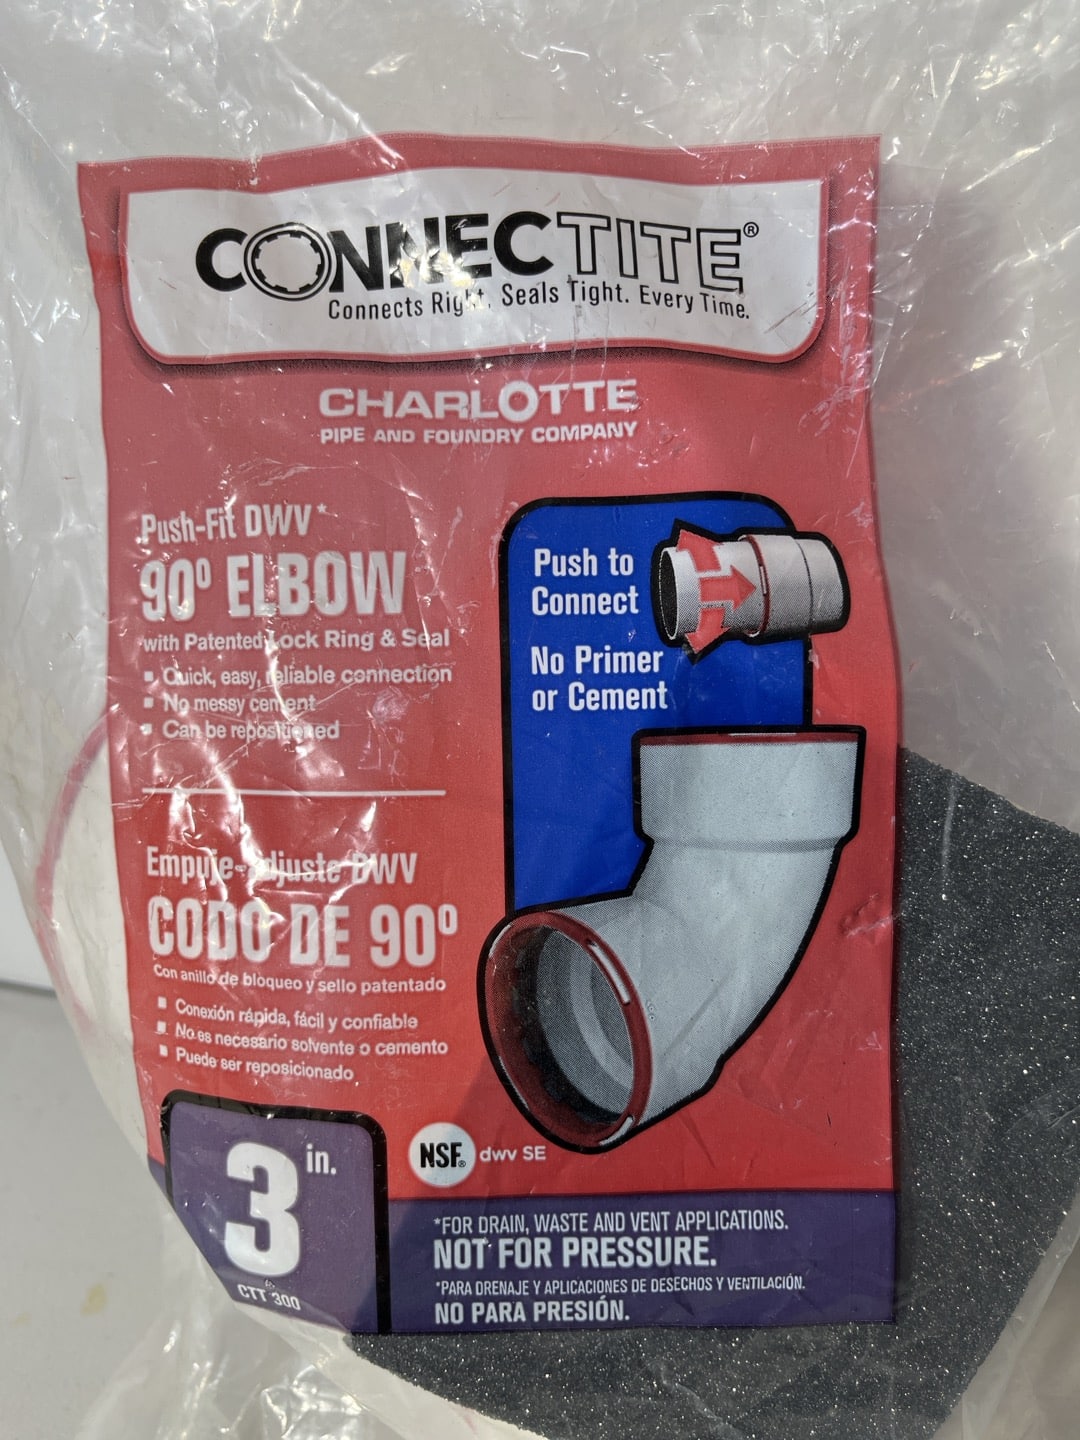 CONNECTITE®
Connects Right, Seals Tight. Every Time.
CHARLOTTE
PIPE AND FOUNDRY COMPANY
Push-Fit DWV*
90º ELBOW
with Patented Lock Ring & Seal
▪ Quick, easy, reliable connection
▪ No messy cement
▪ Can be repositioned
Push to
Connect
No Primer
or Cement
Empuje-Ajuste DWV
CODO DE 90º
Con anillo de bloqueo y sello patentado
▪ Conexión rápida, fácil y confiable
▪ No es necesario solvente o cemento
▪ Puede ser reposicionado
3 in.
CTT 300
NSF® dwv SE
*FOR DRAIN, WASTE AND VENT APPLICATIONS.
NOT FOR PRESSURE.
*PARA DRENAJE Y APLICACIONES DE DESECHOS Y VENTILACIÓN.
NO PARA PRESIÓN.